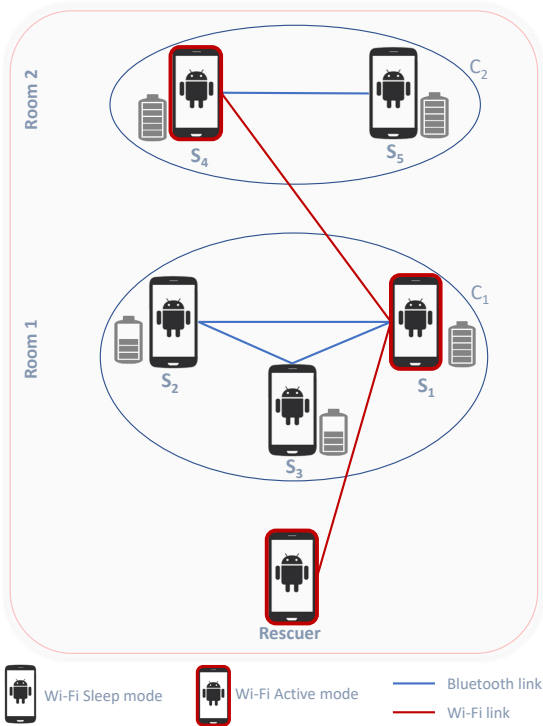 Room 2
C2
S4
S5
Room 1
C1
S2
S1
S3
Rescuer
Wi-Fi Sleep mode
Wi-Fi Active mode
Bluetooth link
Wi-Fi link